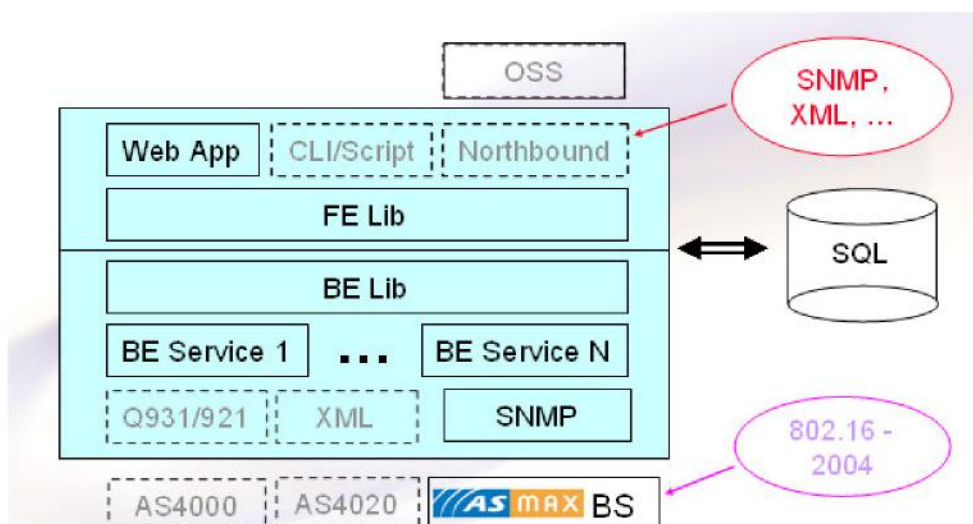 OSS
SNMP,
XML, ...
Web App
CLI/Script
Northbound
FE Lib
SQL
BE Lib
BE Service 1
...
BE Service N
Q931/921
XML
SNMP
802.16 -
2004
AS4000
AS4020
ASMAX BS